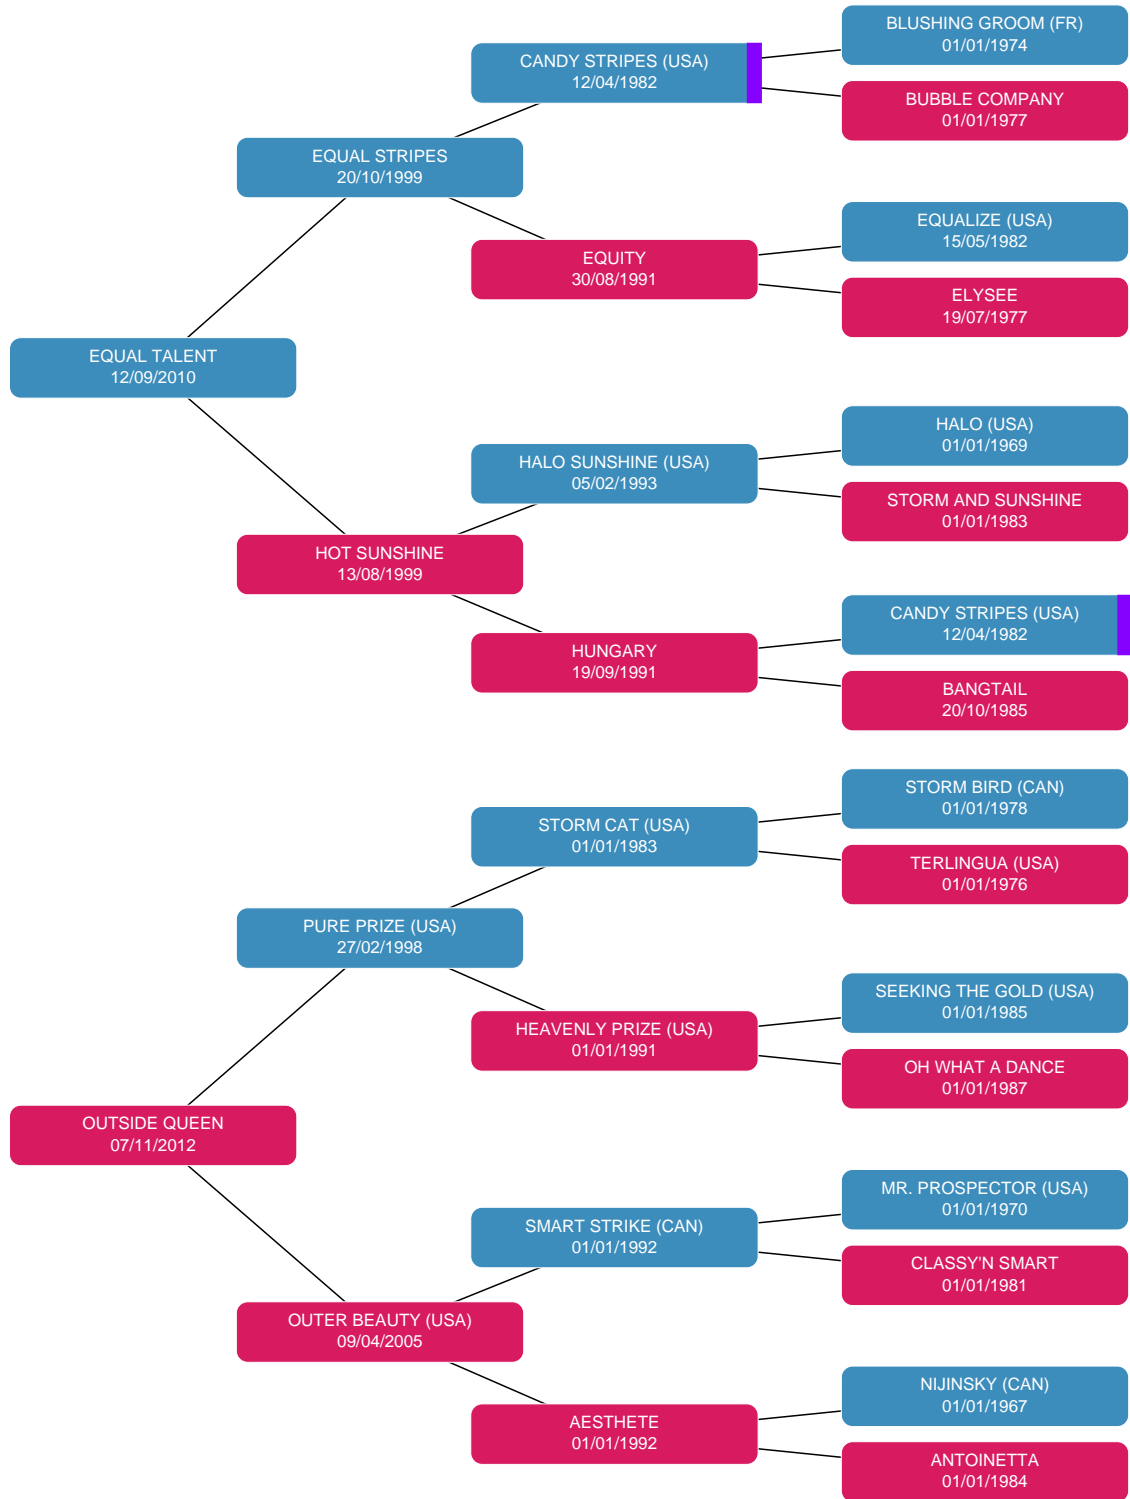 BLUSHING GROOM (FR)
01/01/1974
CANDY STRIPES (USA)
12/04/1982
BUBBLE COMPANY
01/01/1977
EQUAL STRIPES
20/10/1999
EQUALIZE (USA)
15/05/1982
EQUITY
30/08/1991
ELYSEE
19/07/1977
EQUAL TALENT
12/09/2010
HALO (USA)
01/01/1969
HALO SUNSHINE (USA)
05/02/1993
STORM AND SUNSHINE
01/01/1983
HOT SUNSHINE
13/08/1999
CANDY STRIPES (USA)
12/04/1982
HUNGARY
19/09/1991
BANGTAIL
20/10/1985
STORM BIRD (CAN)
01/01/1978
STORM CAT (USA)
01/01/1983
TERLINGUA (USA)
01/01/1976
PURE PRIZE (USA)
27/02/1998
SEEKING THE GOLD (USA)
01/01/1985
HEAVENLY PRIZE (USA)
01/01/1991
OH WHAT A DANCE
01/01/1987
OUTSIDE QUEEN
07/11/2012
MR. PROSPECTOR (USA)
01/01/1970
SMART STRIKE (CAN)
01/01/1992
CLASSY'N SMART
01/01/1981
OUTER BEAUTY (USA)
09/04/2005
NIJINSKY (CAN)
01/01/1967
AESTHETE
01/01/1992
ANTOINETTA
01/01/1984